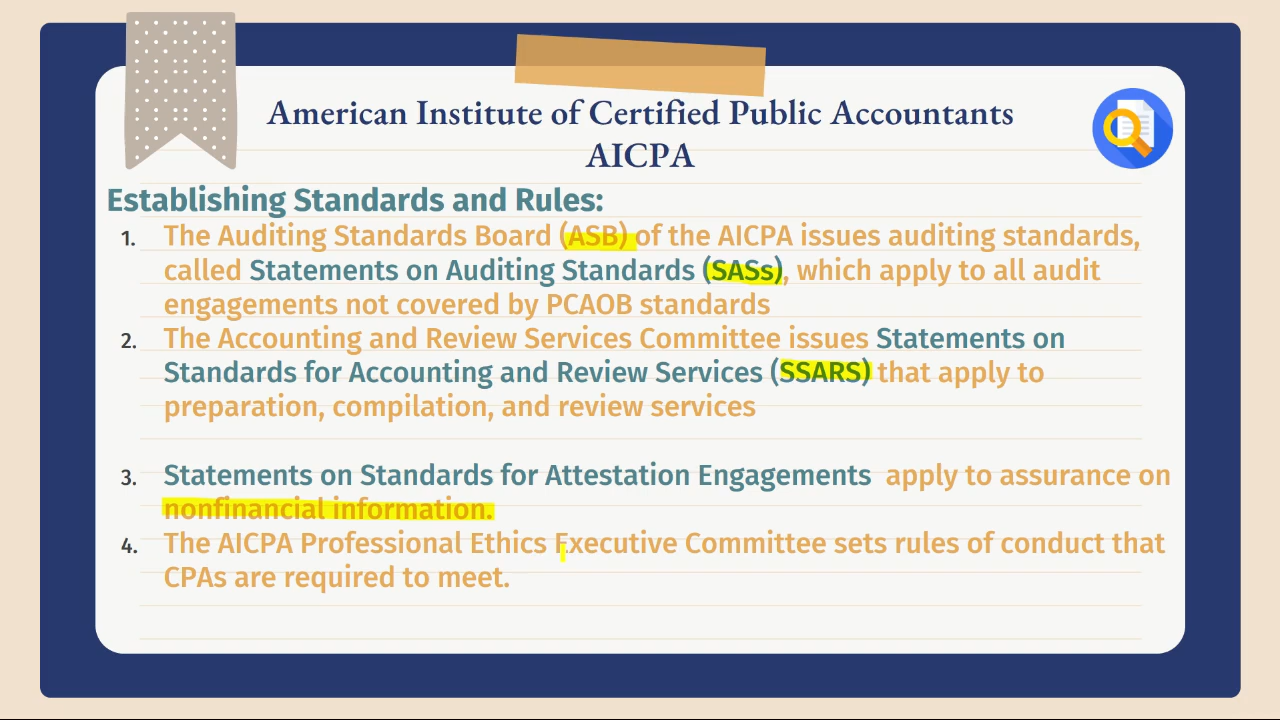 American Institute of Certified Public Accountants
AICPA
Establishing Standards and Rules:
1. The Auditing Standards Board (ASB) of the AICPA issues auditing standards,
called Statements on Auditing Standards (SASs), which apply to all audit
engagements not covered by PCAOB standards
2. The Accounting and Review Services Committee issues Statements on
Standards for Accounting and Review Services (SSARS) that apply to
preparation, compilation, and review services
3. Statements on Standards for Attestation Engagements apply to assurance on
nonfinancial information.
4. The AICPA Professional Ethics Executive Committee sets rules of conduct that
CPAs are required to meet.